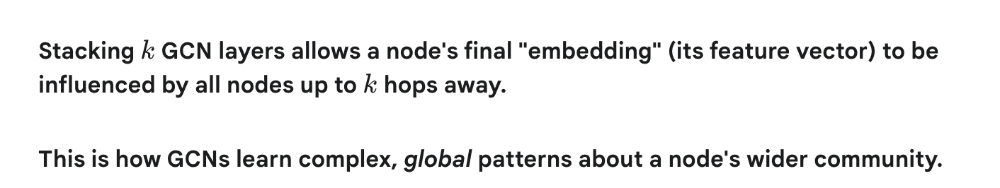 Stacking k GCN layers allows a node's final "embedding" (its feature vector) to be
influenced by all nodes up to k hops away.
This is how GCNs learn complex, global patterns about a node's wider community.